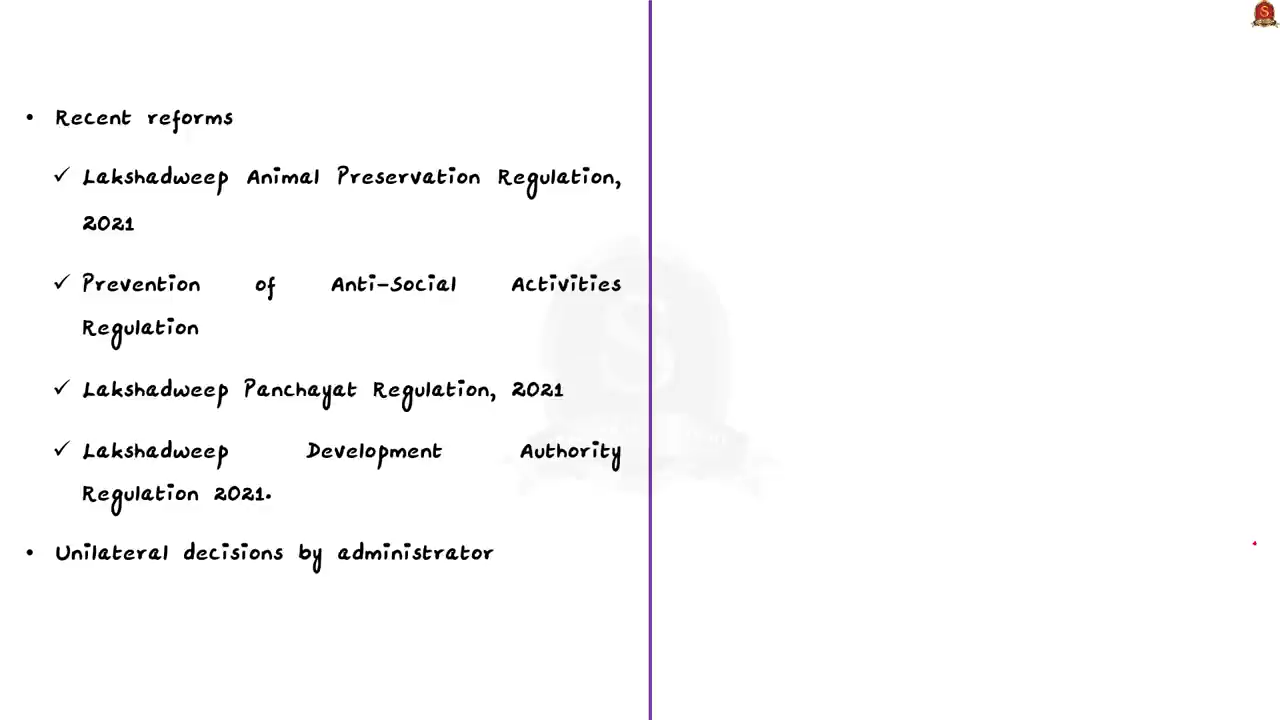 • Recent reforms
✓ Lakshadweep Animal Preservation Regulation,
2021
✓ Prevention of Anti-Social Activities
Regulation
✓ Lakshadweep Panchayat Regulation, 2021
✓ Lakshadweep Development Authority
Regulation 2021.
• Unilateral decisions by administrator